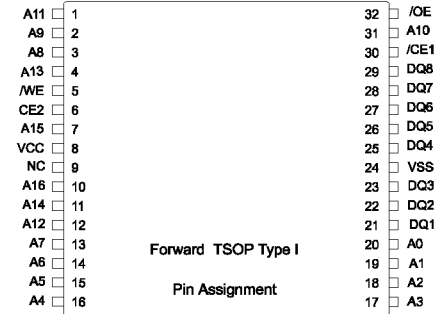 A11 1 32 /OE
A9 2 31 A10
A8 3 30 /CE1
A13 4 29 DQ8
/WE 5 28 DQ7
CE2 6 27 DQ6
A15 7 26 DQ5
VCC 8 25 DQ4
NC 9 24 VSS
A16 10 23 DQ3
A14 11 22 DQ2
A12 12 21 DQ1
A7 13 Forward TSOP Type I 20 A0
A6 14 19 A1
A5 15 Pin Assignment 18 A2
A4 16 17 A3